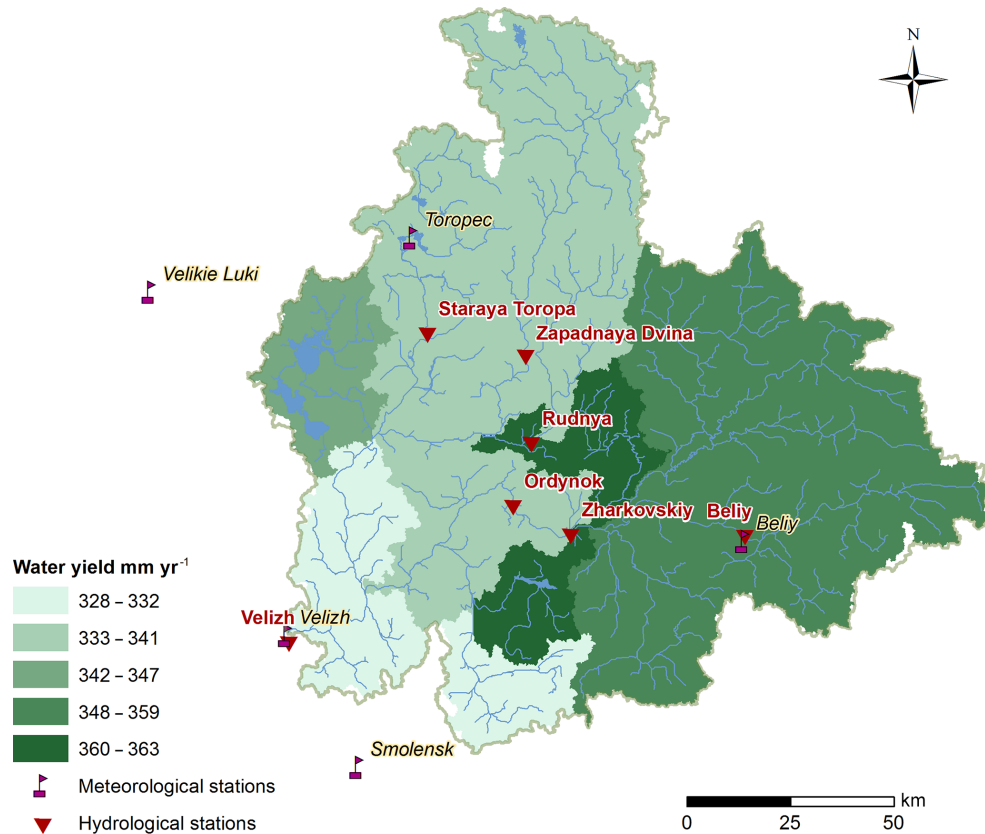 N
Toropec
Velikie Luki
Staraya Toropa
Zapadnaya Dvina
Rudnya
Ordynok
Zharkovskiy
Beliy
Beliy
Water yield mm yr⁻¹
328 – 332
333 – 341
342 – 347
348 – 359
360 – 363
Velizh
Velizh
Smolensk
Meteorological stations
Hydrological stations
km
0 25 50